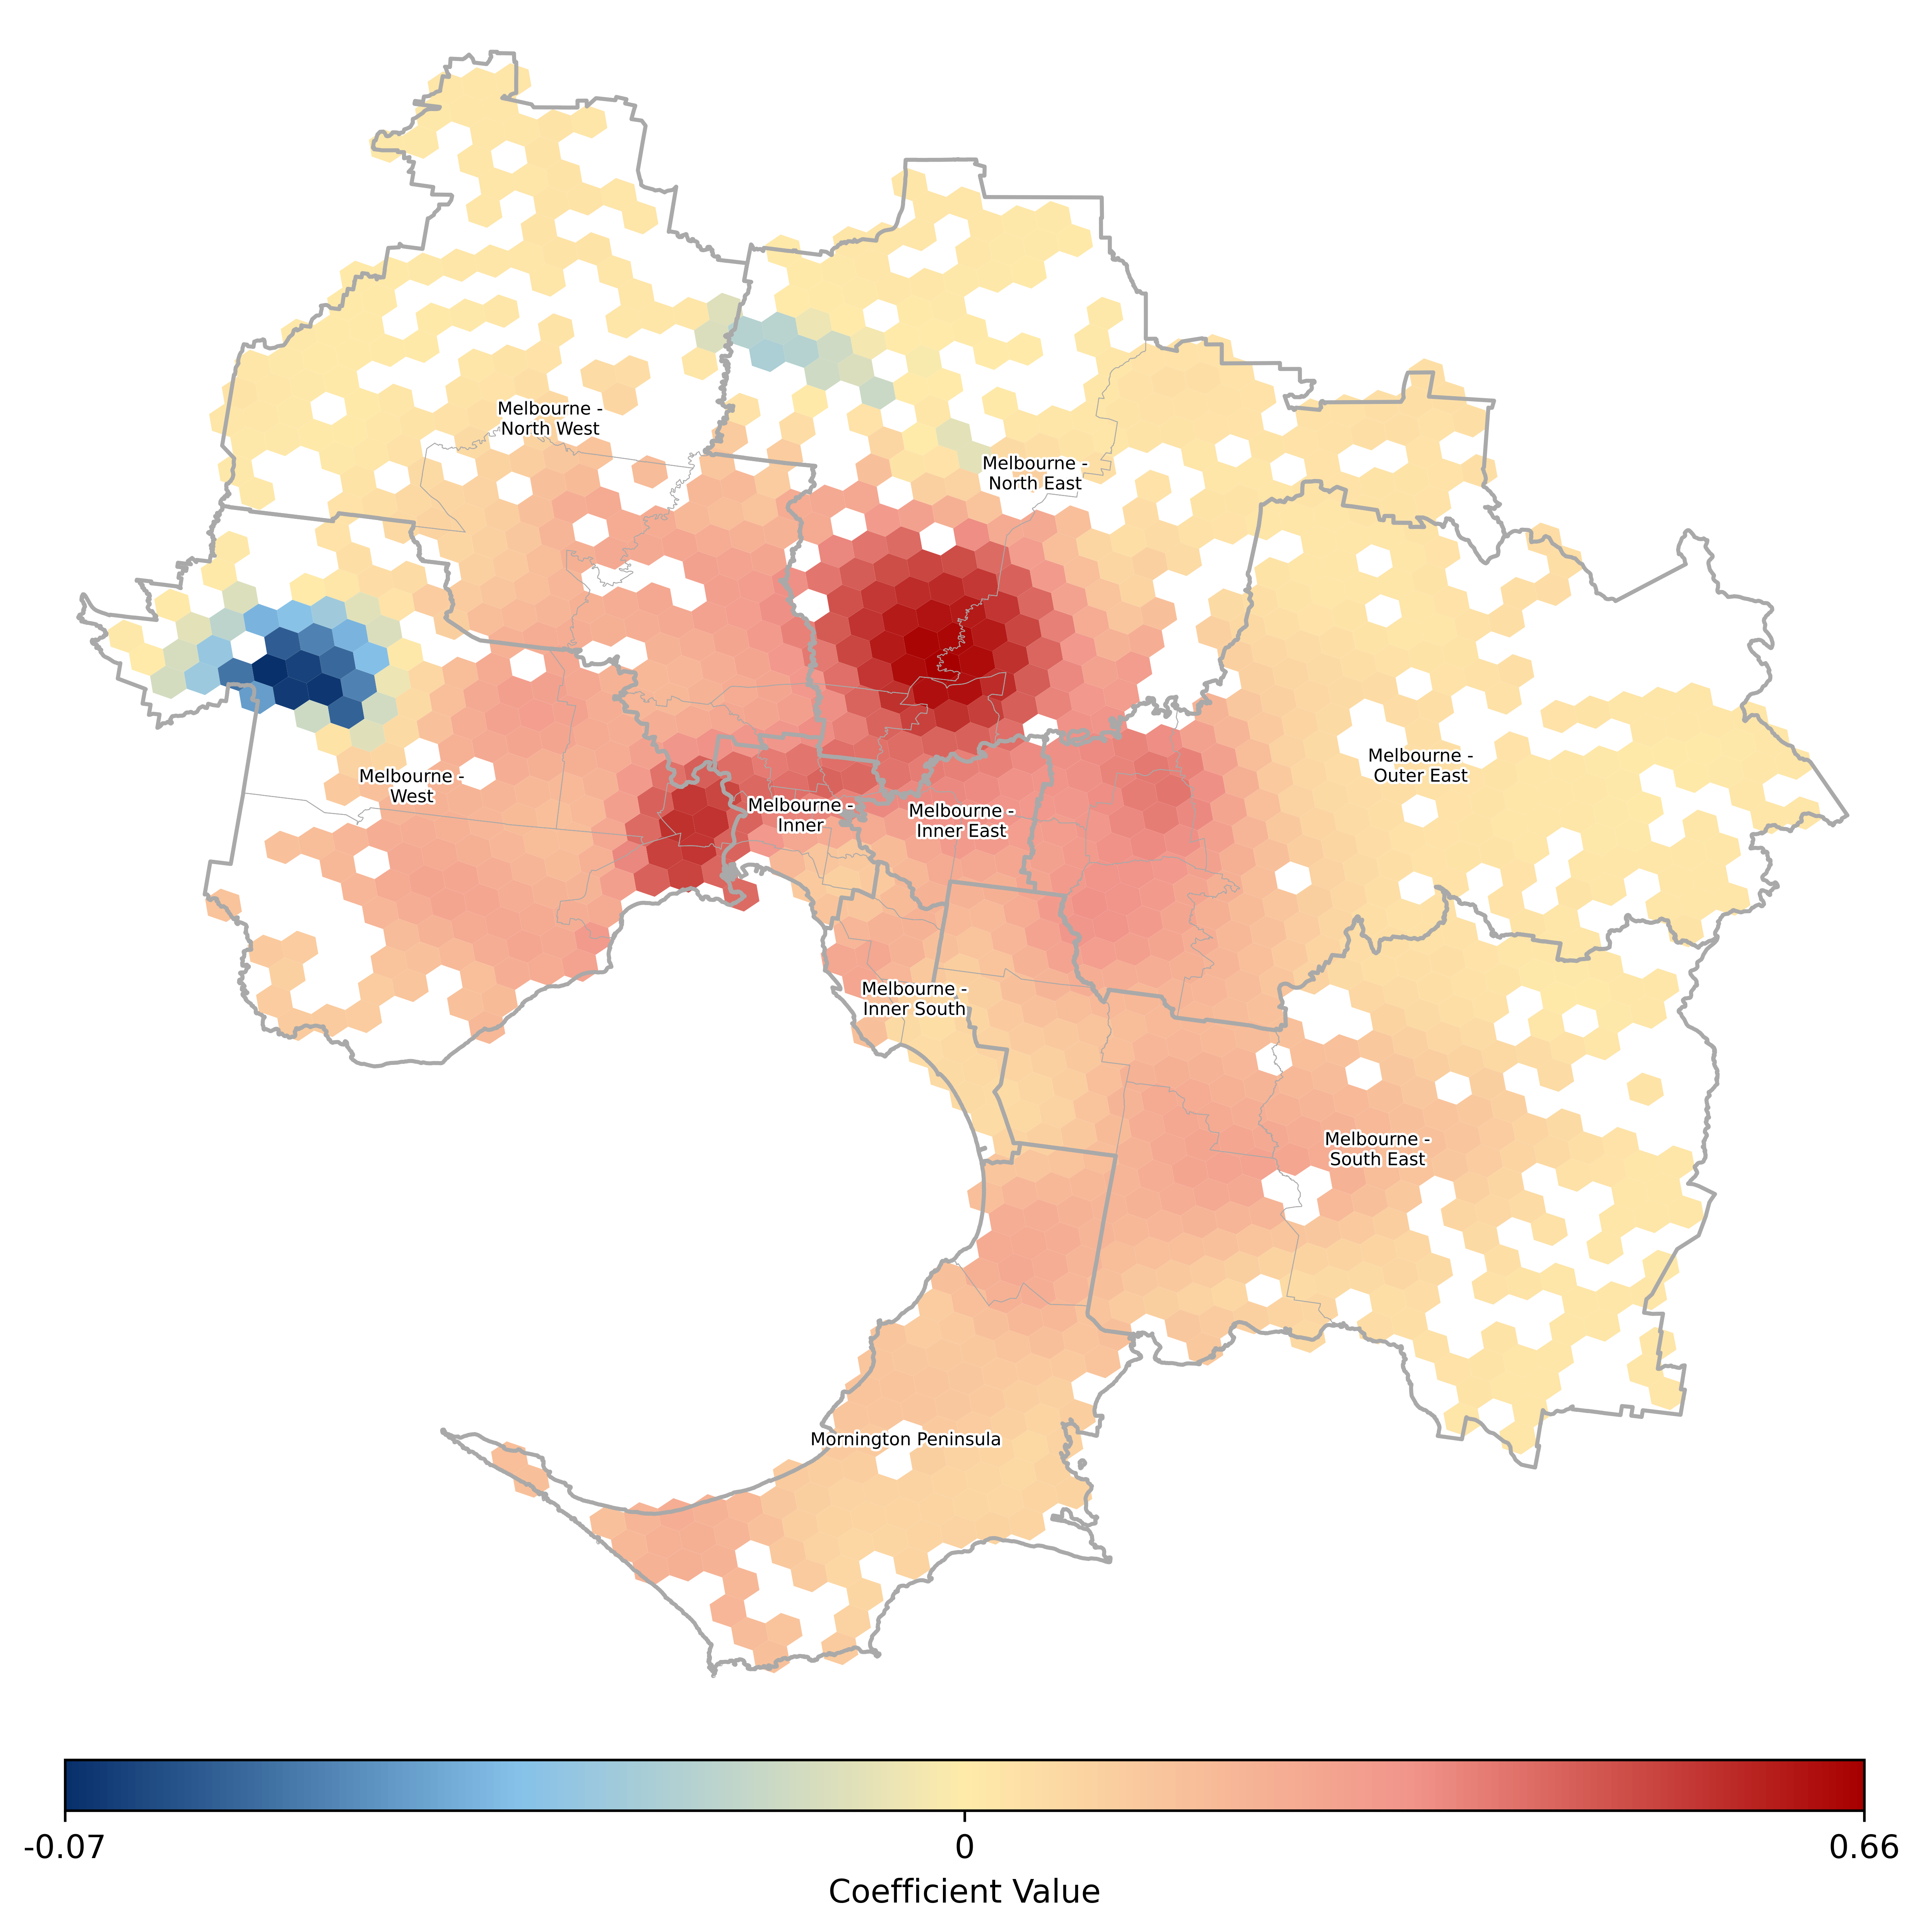 Melbourne -
North West
Melbourne -
North East
Melbourne -
Outer East
Melbourne -
West
Melbourne -
Inner
Melbourne -
Inner East
Melbourne -
Inner South
Melbourne -
South East
Mornington Peninsula
-0.07
0
0.66
Coefficient Value